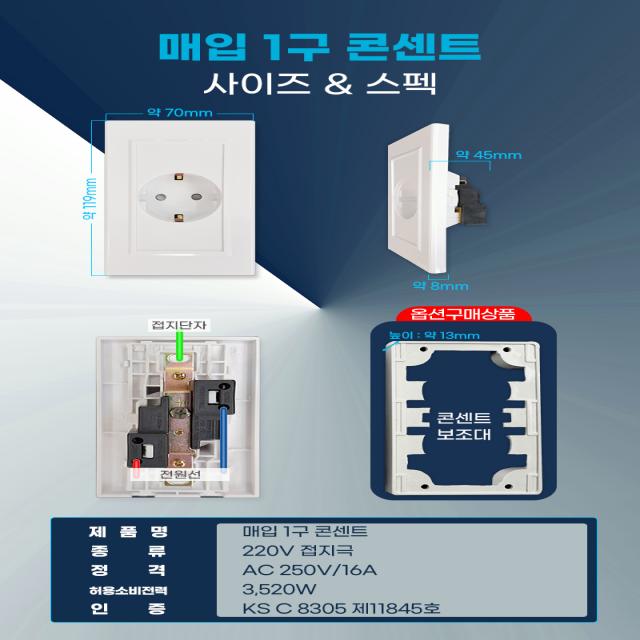 매입 1구 콘센트
사이즈 & 스펙
약 70mm
약 119mm
약 45mm
약 8mm
접지단자
전원선
옵션구매상품
높이 : 약 13mm
콘센트
보조대
제 품 명 매입 1구 콘센트
종 류 220V 접지극
정 격 AC 250V/16A
허용소비전력 3,520W
인 증 KS C 8305 제11845호